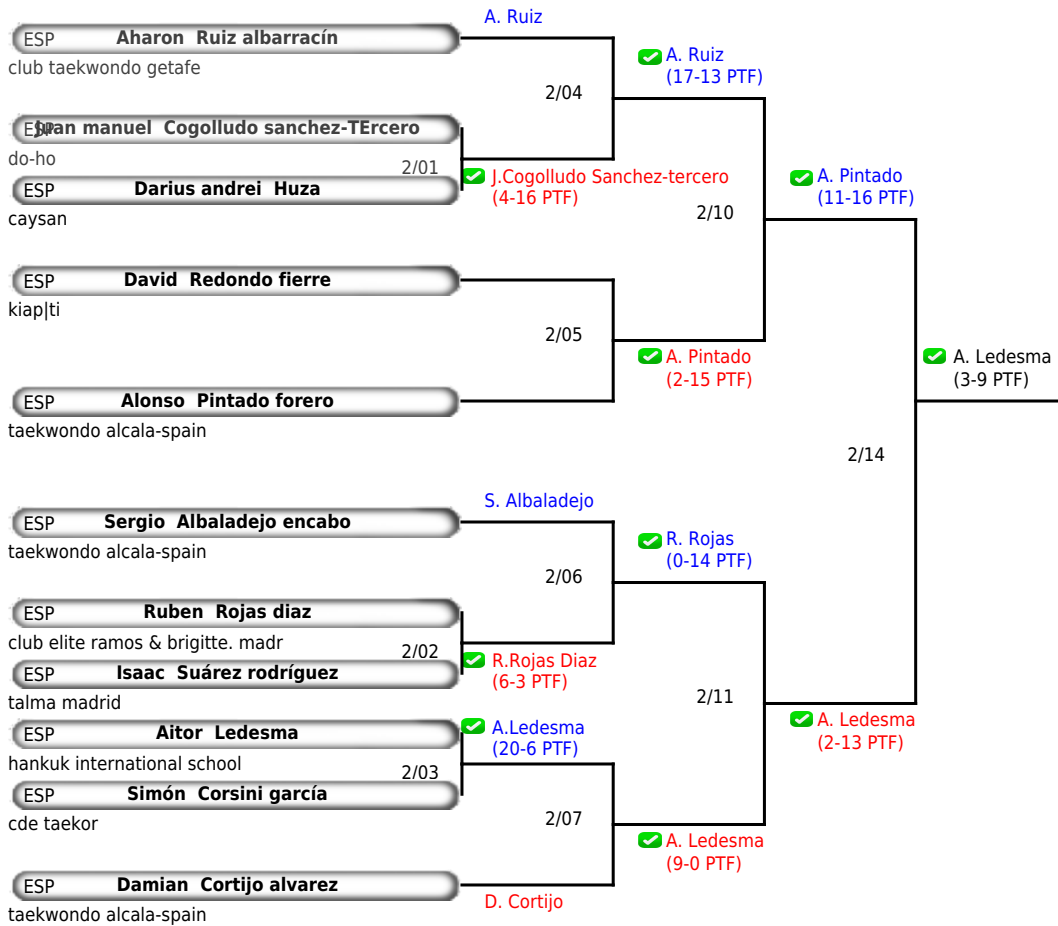 A. Ruiz
ESP Aharon Ruiz albarracín
club taekwondo getafe
A. Ruiz
(17-13 PTF)
2/04
ESP Juan manuel Cogolludo sanchez-TErcero
do-ho
2/01
J.Cogolludo Sanchez-tercero
(4-16 PTF)
ESP Darius andrei Huza
caysan
A. Pintado
(11-16 PTF)
2/10
ESP David Redondo fierre
kiap|ti
2/05
A. Pintado
(2-15 PTF)
A. Ledesma
(3-9 PTF)
ESP Alonso Pintado forero
taekwondo alcala-spain
2/14
S. Albaladejo
ESP Sergio Albaladejo encabo
taekwondo alcala-spain
R. Rojas
(0-14 PTF)
2/06
ESP Ruben Rojas diaz
club elite ramos & brigitte. madr
2/02
R.Rojas Diaz
(6-3 PTF)
ESP Isaac Suárez rodríguez
talma madrid
2/11
A. Ledesma
(2-13 PTF)
ESP Aitor Ledesma
hankuk international school
A.Ledesma
(20-6 PTF)
2/03
ESP Simón Corsini garcía
cde taekor
2/07
A. Ledesma
(9-0 PTF)
ESP Damian Cortijo alvarez
taekwondo alcala-spain
D. Cortijo